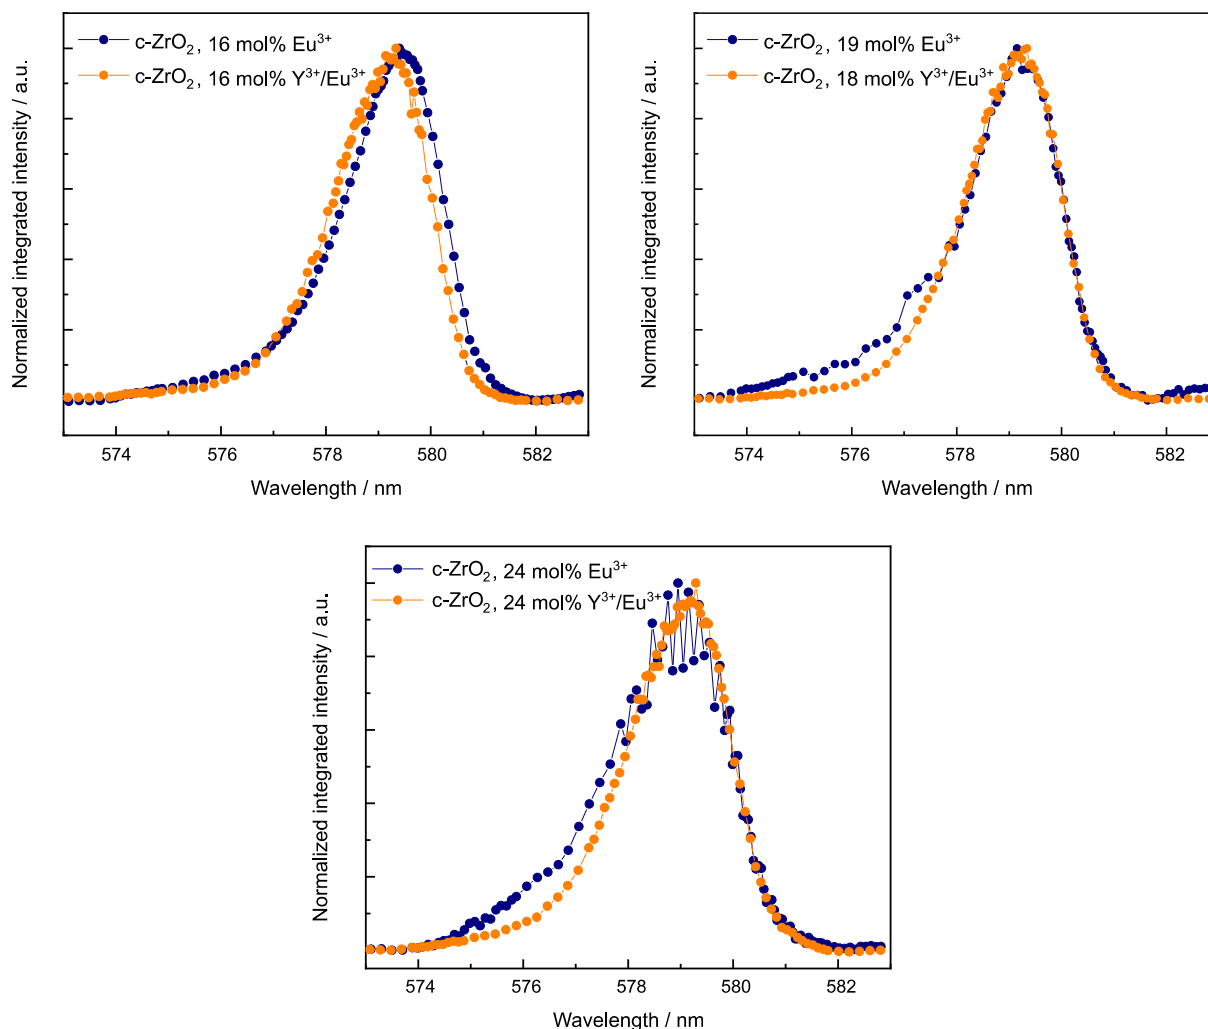 c-ZrO₂, 16 mol% Eu³⁺
c-ZrO₂, 16 mol% Y³⁺/Eu³⁺
Normalized integrated intensity / a.u.
574 576 578 580 582
Wavelength / nm
c-ZrO₂, 19 mol% Eu³⁺
c-ZrO₂, 18 mol% Y³⁺/Eu³⁺
Normalized integrated intensity / a.u.
574 576 578 580 582
Wavelength / nm
c-ZrO₂, 24 mol% Eu³⁺
c-ZrO₂, 24 mol% Y³⁺/Eu³⁺
Normalized integrated intensity / a.u.
574 576 578 580 582
Wavelength / nm